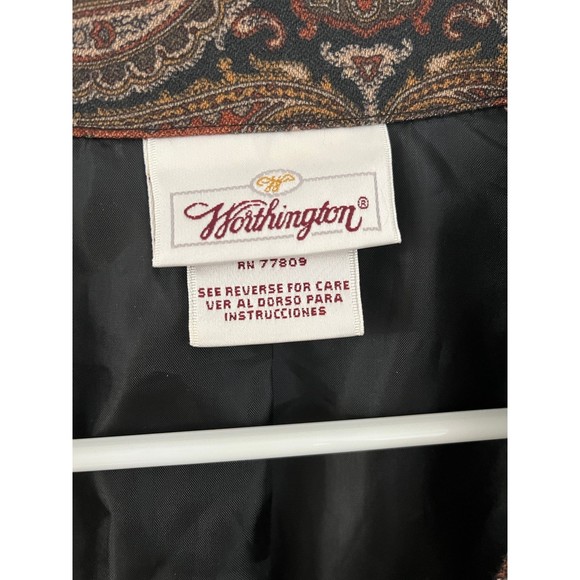 Worthington®
RN 77809
SEE REVERSE FOR CARE
VER AL DORSO PARA
INSTRUCCIONES